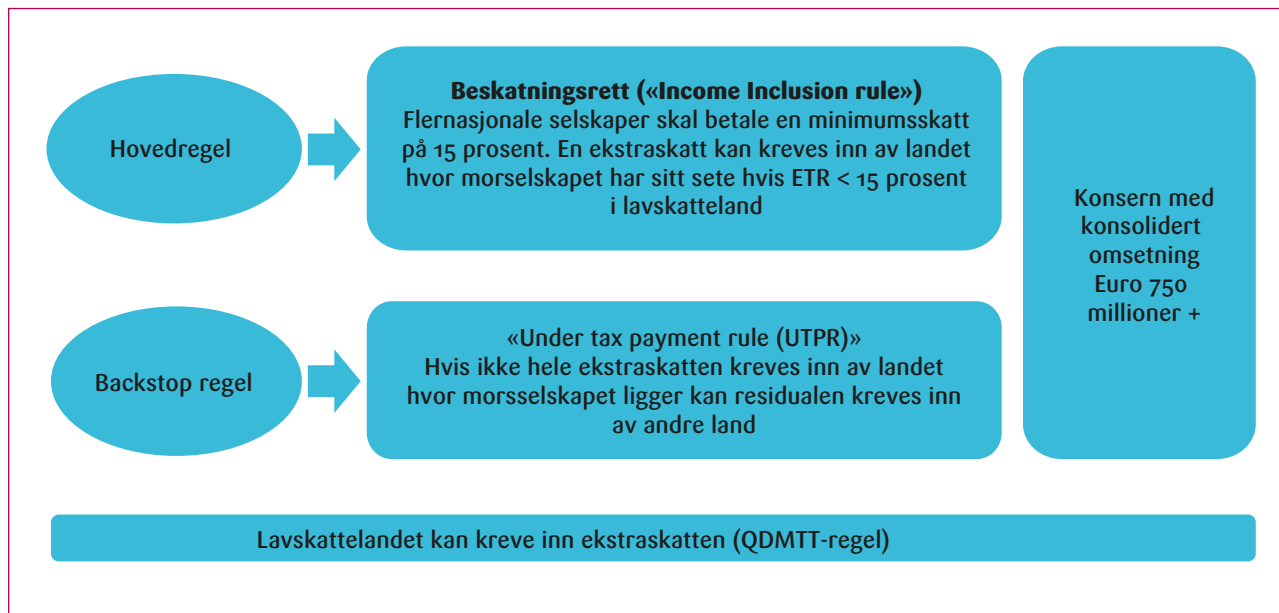 Hovedregel
Beskatningsrett («Income Inclusion rule»)
Flernasjonale selskaper skal betale en minimumsskatt
på 15 prosent. En ekstraskatt kan kreves inn av landet
hvor morselskapet har sitt sete hvis ETR < 15 prosent
i lavskatteland
Backstop regel
«Under tax payment rule (UTPR)»
Hvis ikke hele ekstraskatten kreves inn av landet
hvor morsselskapet ligger kan residualen kreves inn
av andre land
Konsern med
konsolidert
omsetning
Euro 750
millioner +
Lavskattelandet kan kreve inn ekstraskatten (QDMTT-regel)